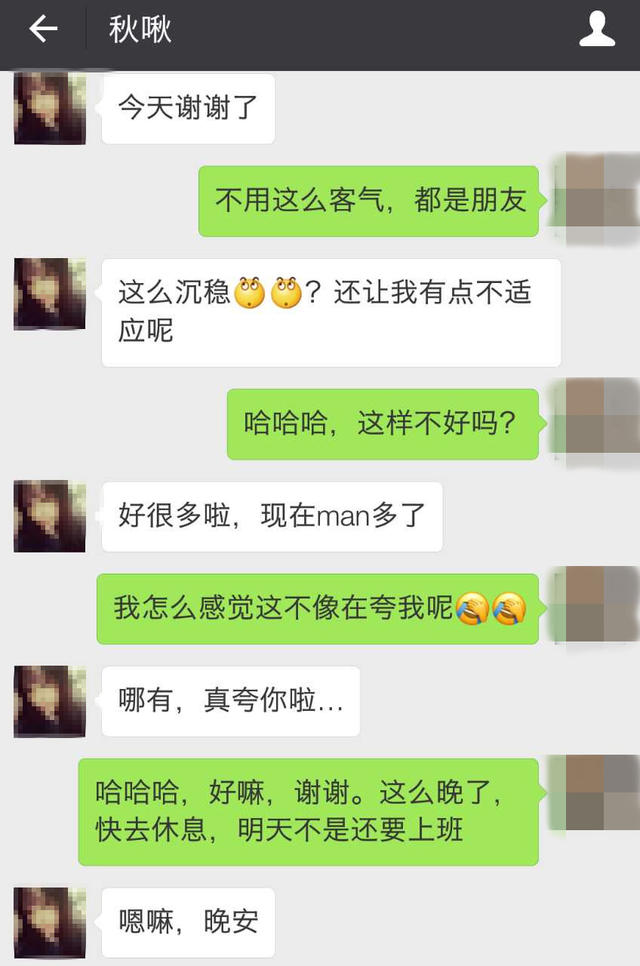 秋啾
今天谢谢了
不用这么客气，都是朋友
这么沉稳🙄🙄？还让我有点不适
应呢
哈哈哈，这样不好吗？
好很多啦，现在man多了
我怎么感觉这不像在夸我呢🤦🤦
哪有，真夸你啦...
哈哈哈，好嘛，谢谢。这么晚了，
快去休息，明天不是还要上班
嗯嘛，晚安